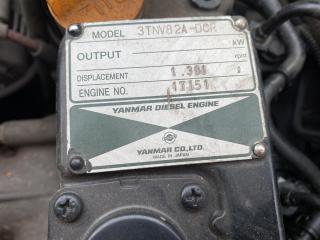 MODEL 3TNV82A-DCR
OUTPUT kW
rpm
DISPLACEMENT 1.331 ℓ
ENGINE NO. 17151
YANMAR DIESEL ENGINE
YANMAR CO.,LTD.
MADE IN JAPAN